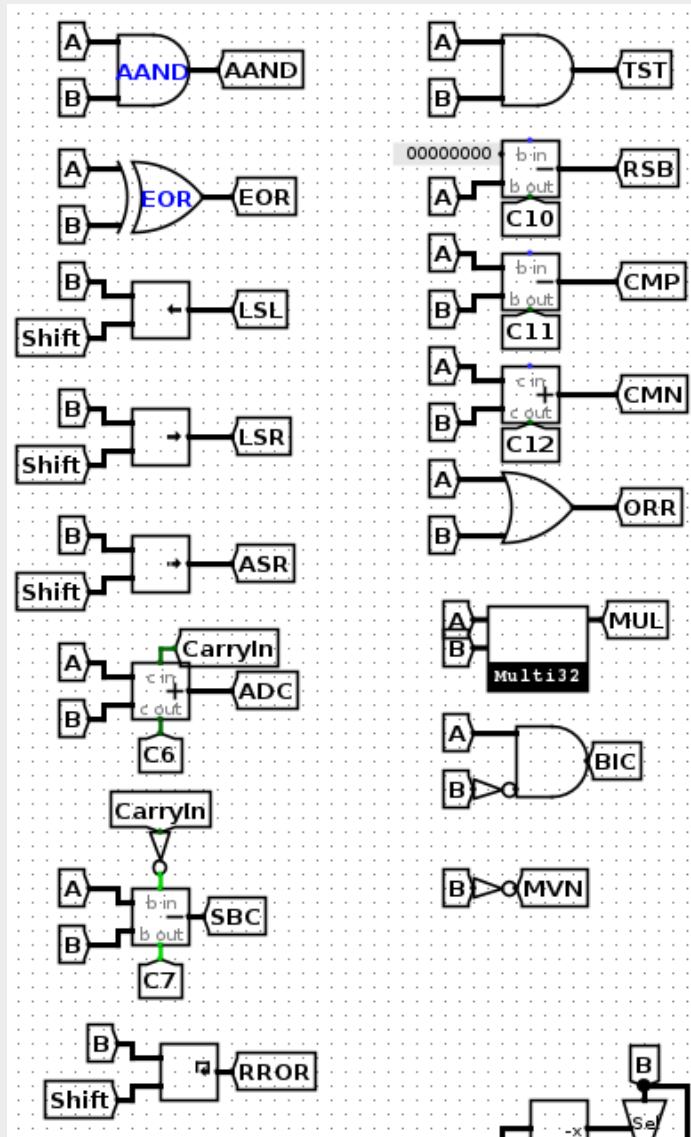 A
AAND
AAND
B
A
EOR
EOR
B
B
LSL
Shift
B
LSR
Shift
B
ASR
Shift
CarryIn
A
c in
+
ADC
B
c out
C6
CarryIn
A
b in
−
SBC
B
b out
C7
B
RROR
Shift
A
TST
B
00000000
b in
−
RSB
A
b out
C10
A
b in
−
CMP
B
b out
C11
A
c in
+
CMN
B
c out
C12
A
ORR
B
A
MUL
B
Multi32
A
BIC
B
B
MVN
B
-x
Sel